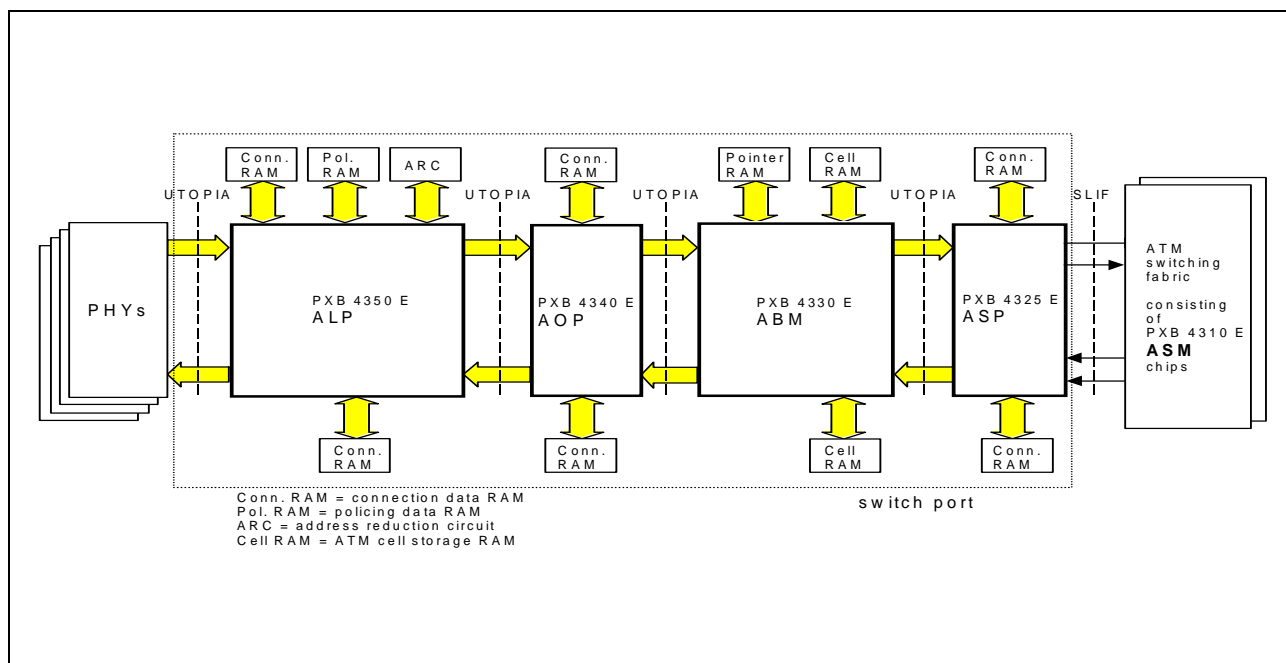 Conn.
RAM
Pol.
RAM
ARC
Conn.
RAM
Pointer
RAM
Cell
RAM
Conn.
RAM
UTOPIA
UTOPIA
UTOPIA
UTOPIA
SLIF
PHYs
PXB 4350 E
ALP
PXB 4340 E
AOP
PXB 4330 E
ABM
PXB 4325 E
ASP
ATM
switching
fabric
consisting
of
PXB 4310 E
ASM
chips
Conn.
RAM
Conn.
RAM
Cell
RAM
Conn.
RAM
Conn. RAM = connection data RAM
Pol. RAM = policing data RAM
ARC = address reduction circuit
Cell RAM = ATM cell storage RAM
switch port